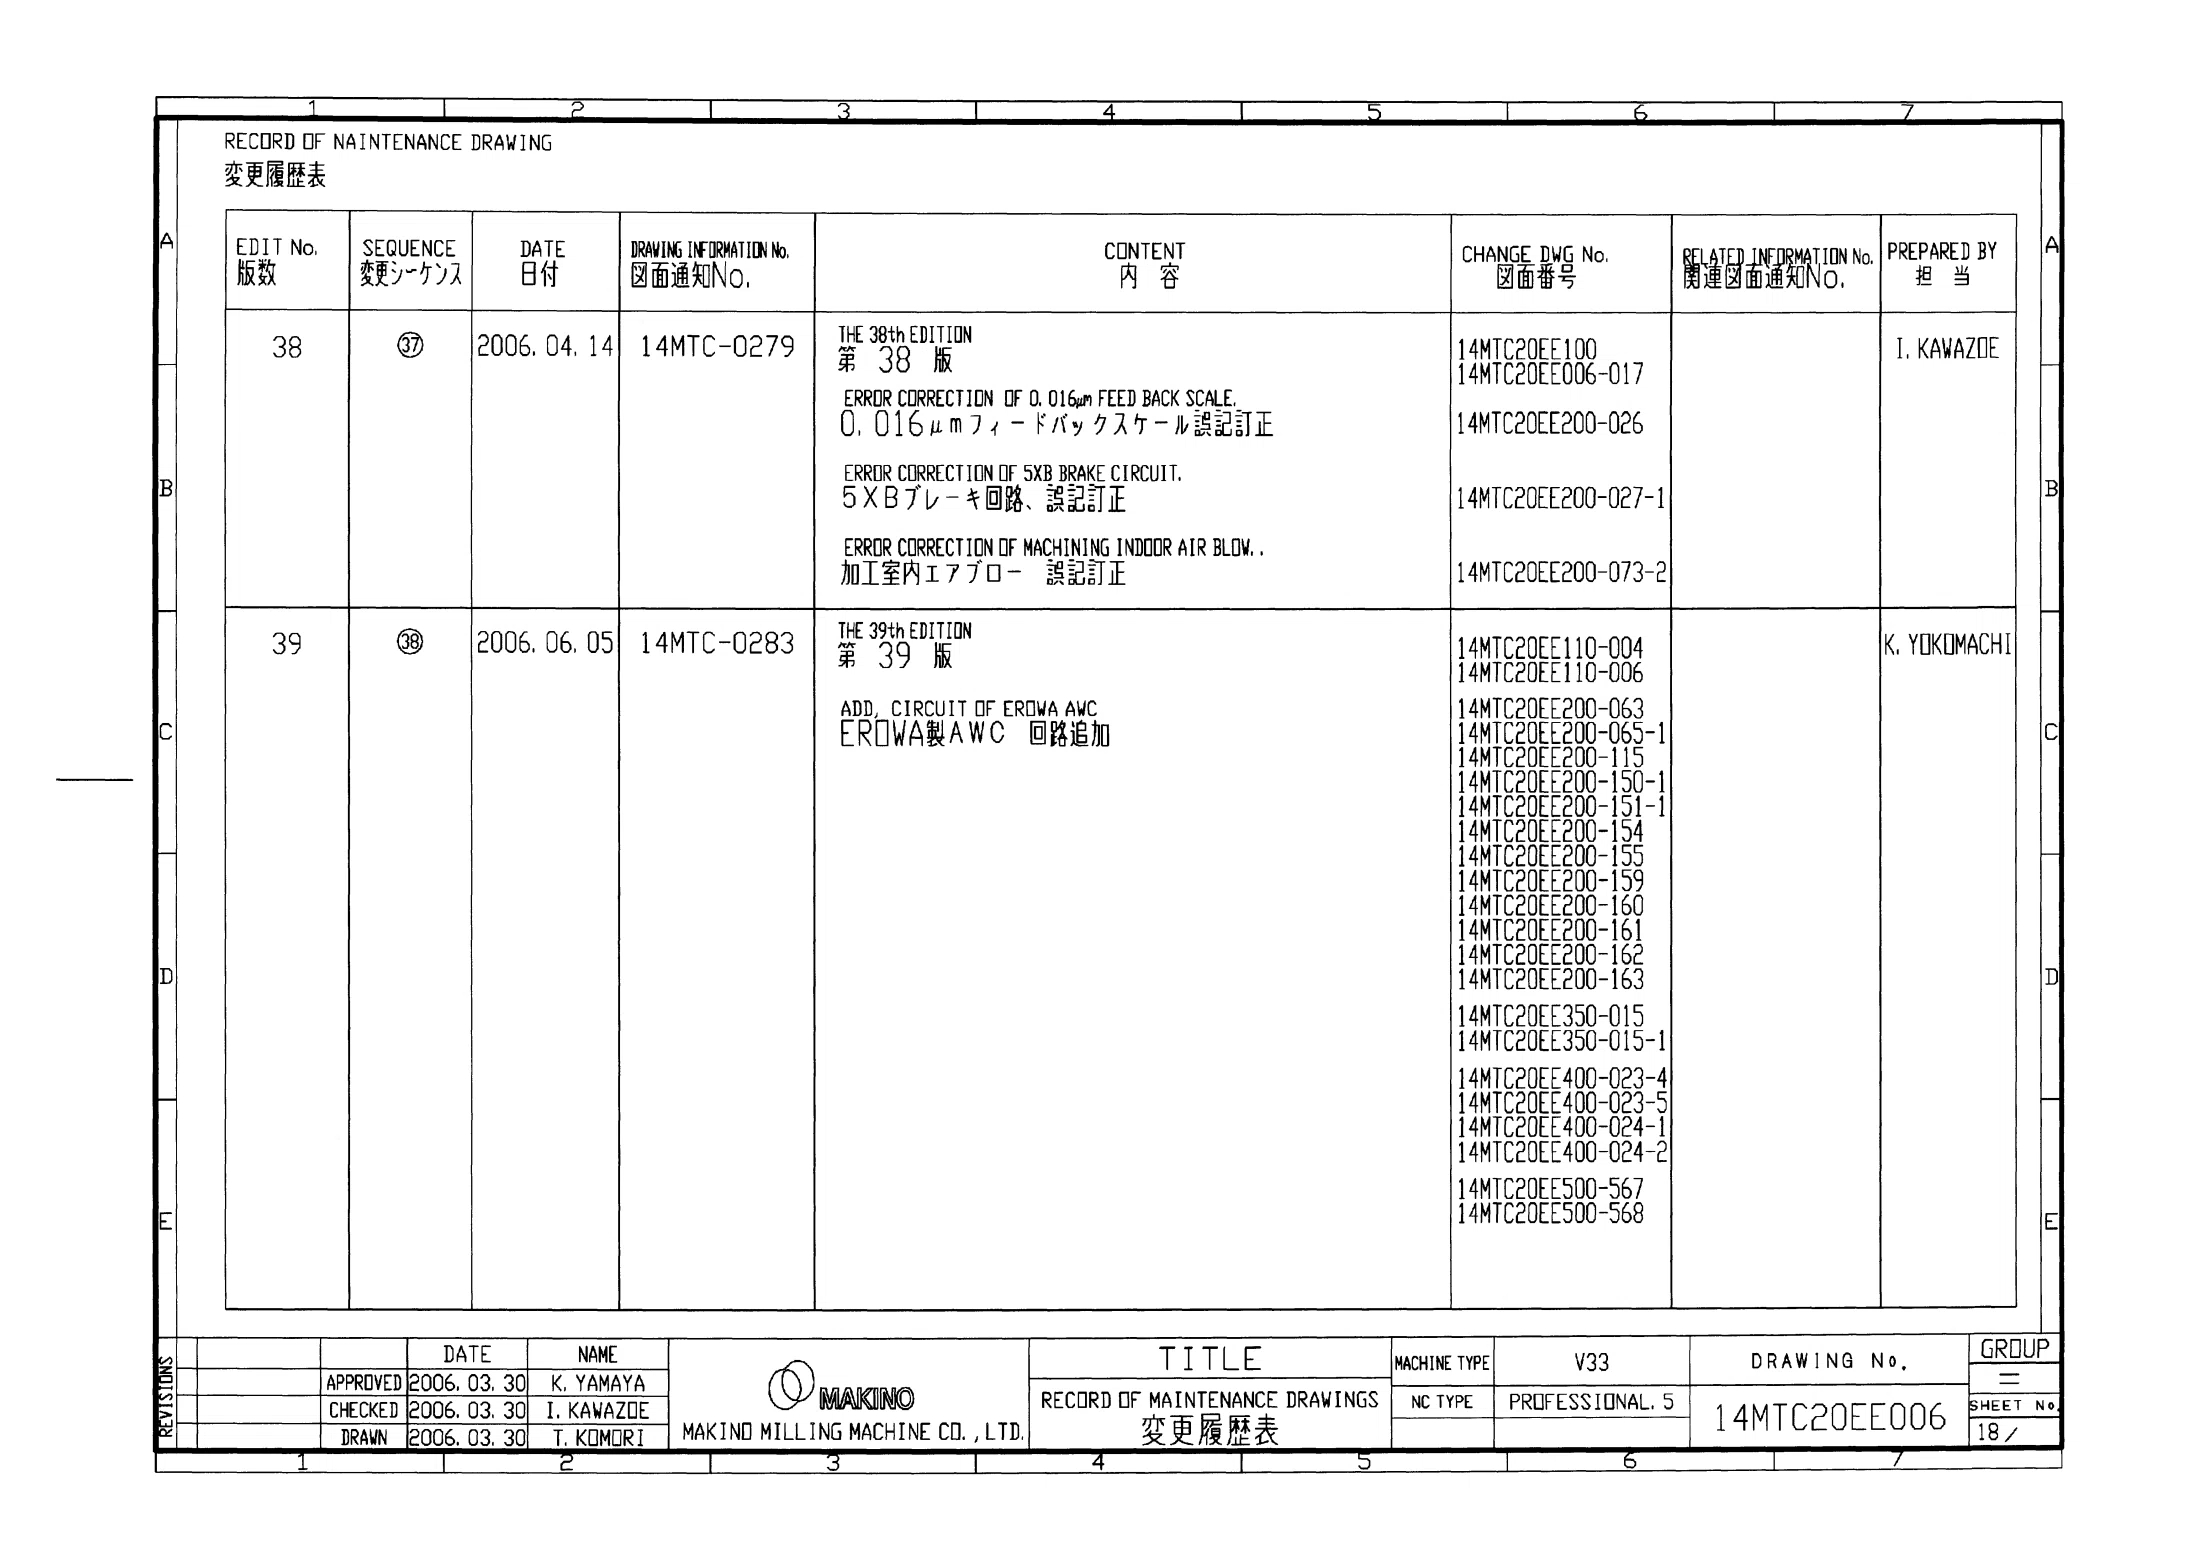 1 2 3 4 5 6 7
RECORD OF NAINTENANCE DRAWING
変更履歴表
EDIT No. SEQUENCE DATE DRAWING INFORMATION No. CONTENT CHANGE DWG No. RELATED INFORMATION No. PREPARED BY
版数 変更シーケンス 日付 図面通知No. 内 容 図面番号 関連図面通知No. 担 当
A A
38 ㊲ 2006. 04. 14 14MTC-0279 THE 38th EDITION I. KAWAZOE
第 38 版 14MTC20EE100
14MTC20EE006-017
ERROR CORRECTION OF 0. 016μm FEED BACK SCALE.
0. 016μmフィードバックスケール誤記訂正 14MTC20EE200-026
ERROR CORRECTION OF 5XB BRAKE CIRCUIT.
B B
5XBブレーキ回路、誤記訂正 14MTC20EE200-027-1
ERROR CORRECTION OF MACHINING INDOOR AIR BLOW. .
加工室内エアブロー 誤記訂正 14MTC20EE200-073-2
39 ㊳ 2006. 06. 05 14MTC-0283 THE 39th EDITION K. YOKOMACHI
第 39 版 14MTC20EE110-004
14MTC20EE110-006
ADD, CIRCUIT OF EROWA AWC 14MTC20EE200-063
C C
EROWA製AWC 回路追加 14MTC20EE200-065-1
14MTC20EE200-115
14MTC20EE200-150-1
14MTC20EE200-151-1
14MTC20EE200-154
14MTC20EE200-155
14MTC20EE200-159
14MTC20EE200-160
14MTC20EE200-161
14MTC20EE200-162
D D
14MTC20EE200-163
14MTC20EE350-015
14MTC20EE350-015-1
14MTC20EE400-023-4
14MTC20EE400-023-5
14MTC20EE400-024-1
14MTC20EE400-024-2
14MTC20EE500-567
14MTC20EE500-568
E E
REVISIONS
DATE NAME
APPROVED 2006. 03. 30 K. YAMAYA
CHECKED 2006. 03. 30 I. KAWAZOE
DRAWN 2006. 03. 30 T. KOMORI
MAKINO
MAKINO MILLING MACHINE CO. , LTD.
TITLE
RECORD OF MAINTENANCE DRAWINGS
変更履歴表
MACHINE TYPE V33
NC TYPE PROFESSIONAL. 5
DRAWING No.
14MTC20EE006
GROUP
=
SHEET No.
18/
1 2 3 4 5 6 7